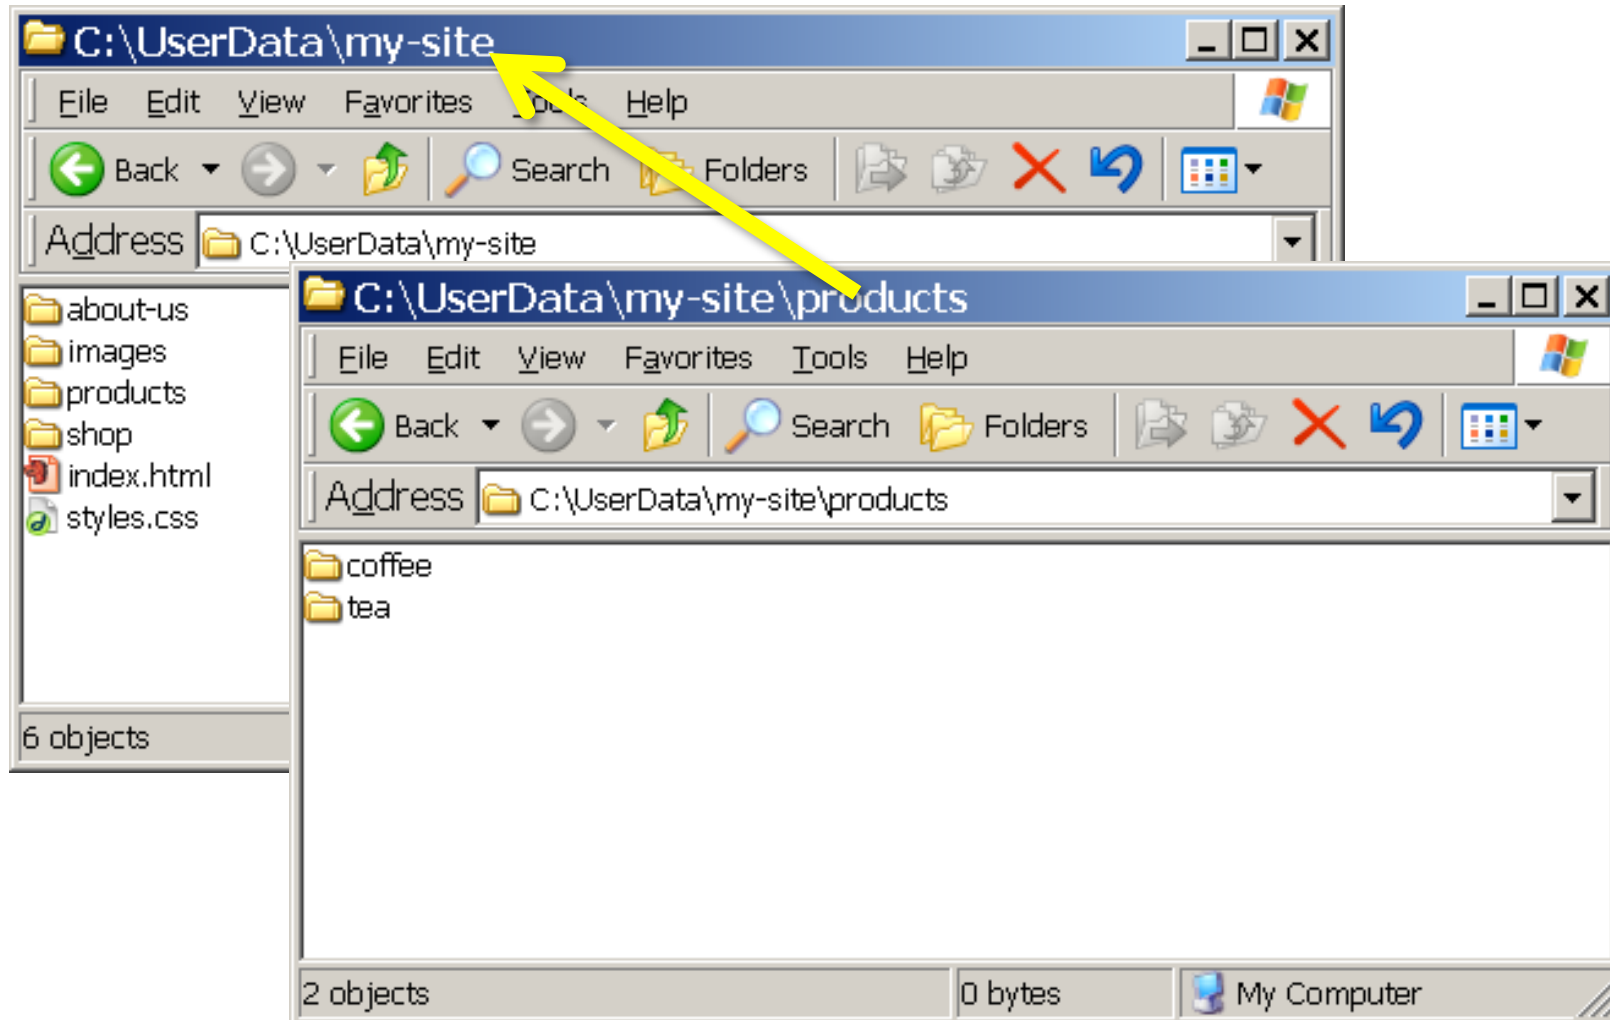 C:\UserData\my-site
File Edit View Favorites Tools Help
Back Search Folders
Address C:\UserData\my-site
about-us
images
products
shop
index.html
styles.css
6 objects
C:\UserData\my-site\products
File Edit View Favorites Tools Help
Back Search Folders
Address C:\UserData\my-site\products
coffee
tea
2 objects 0 bytes My Computer